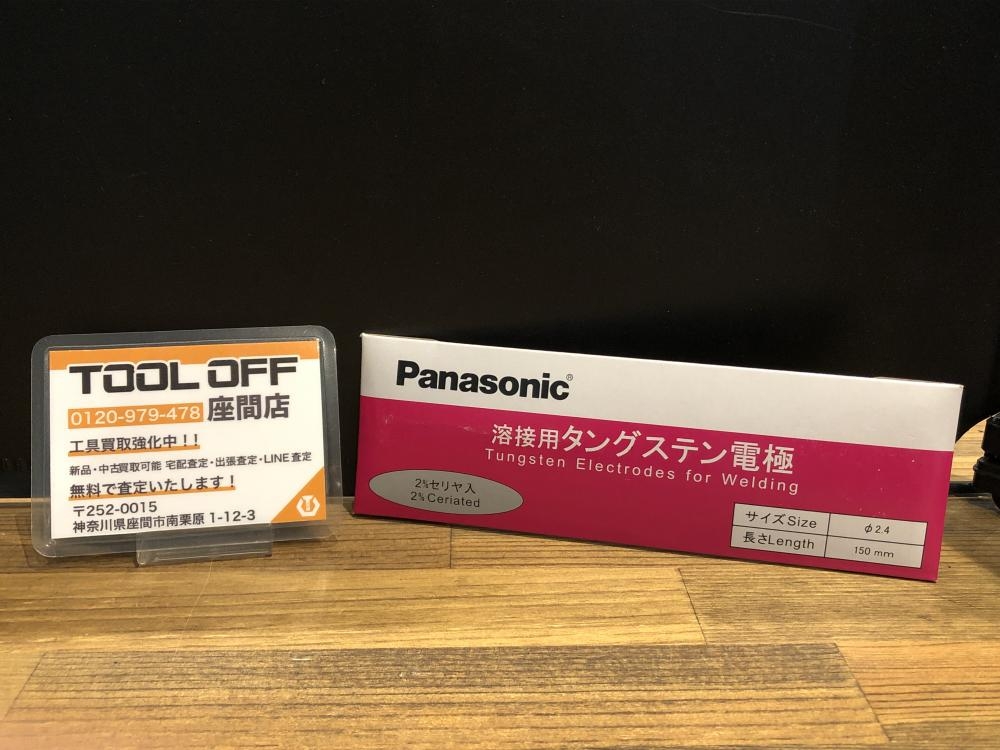 TOOL OFF
0120-979-478 座間店
工具買取強化中!!
新品・中古買取可能 宅配査定・出張査定・LINE査定
無料で査定いたします!
〒252-0015
神奈川県座間市南栗原 1-12-3
Panasonic®
溶接用タングステン電極
Tungsten Electrodes for Welding
2%セリヤ入
2%Ceriated
サイズSize φ2.4
長さLength 150 mm